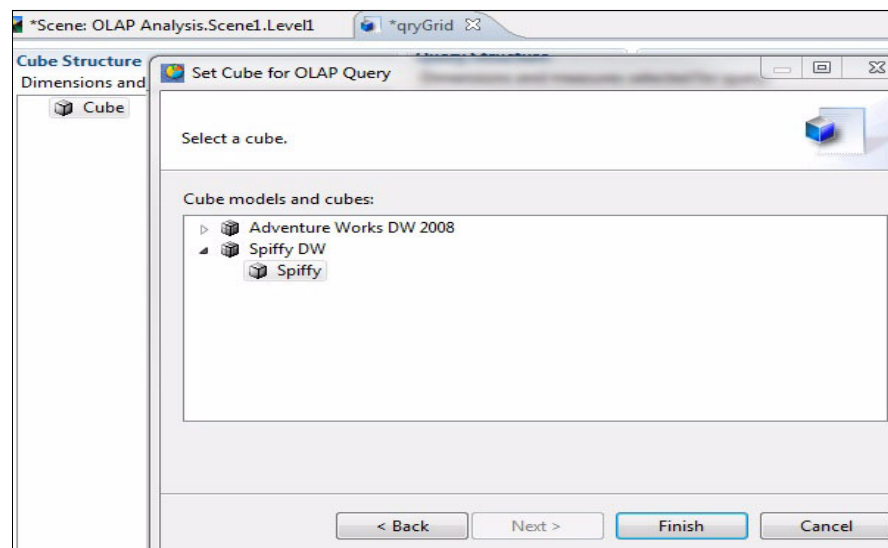 *Scene: OLAP Analysis.Scene1.Level1
*qryGrid
Cube Structure
Dimensions and
Cube
Set Cube for OLAP Query
Select a cube.
Cube models and cubes:
Adventure Works DW 2008
Spiffy DW
Spiffy
< Back Next > Finish Cancel